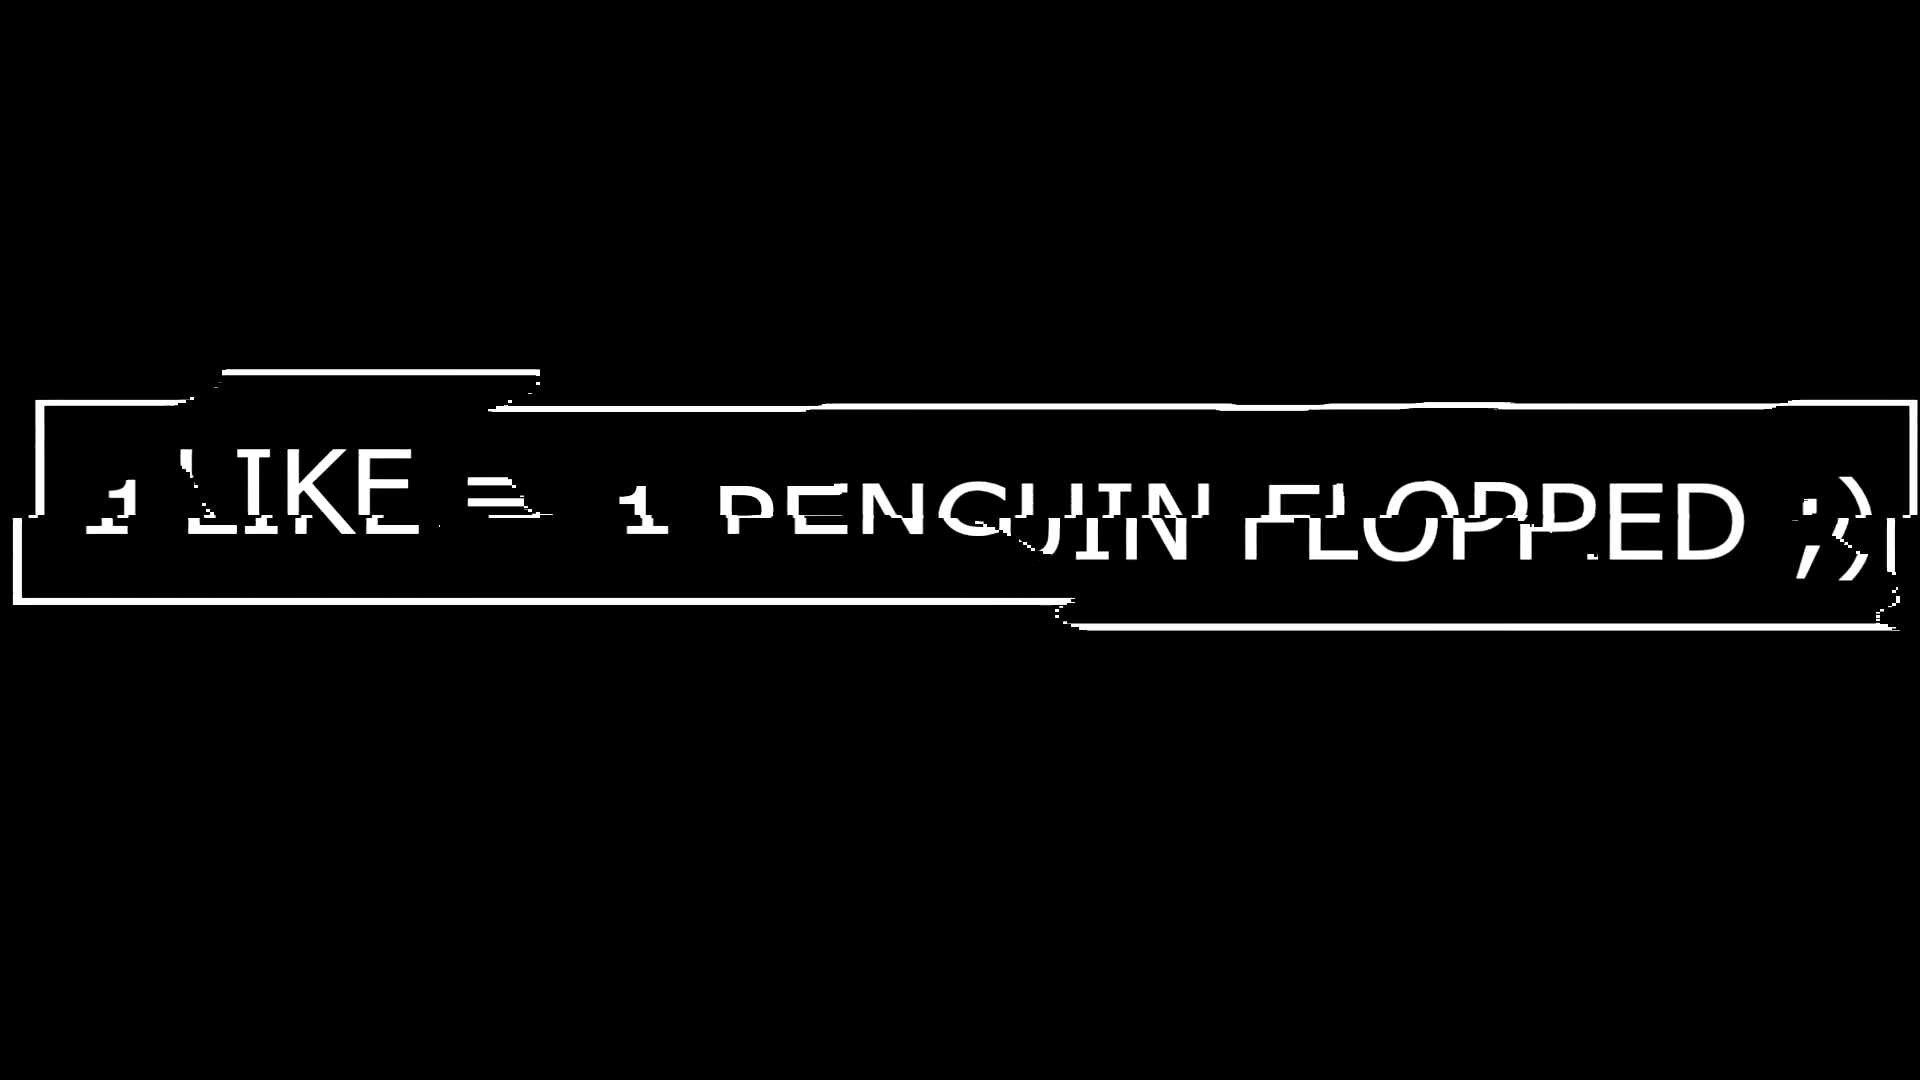 1 LIKE = 1 PENGUIN FLOPPED ;)